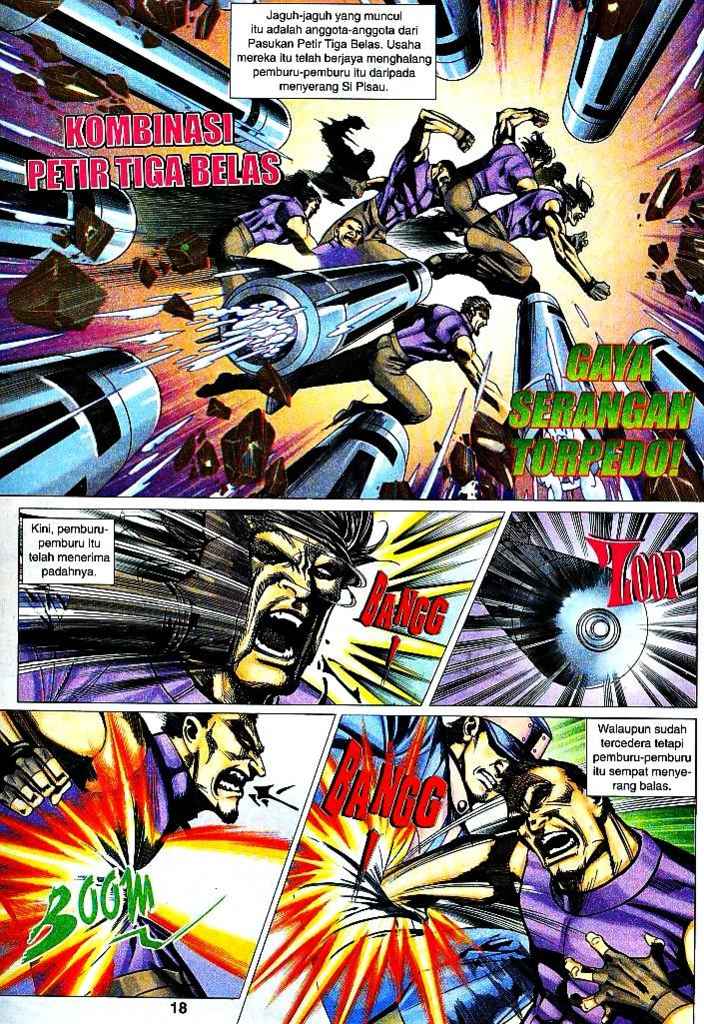 Jaguh-jaguh yang muncul
itu adalah anggota-anggota dari
Pasukan Petir Tiga Belas. Usaha
mereka itu telah berjaya menghalang
pemburu-pemburu itu daripada
menyerang Si Pisau.
KOMBINASI
PETIR TIGA BELAS
GAYA
SERANGAN
TORPEDO!
Kini, pemburu-
pemburu itu
telah menerima
padahnya.
BANGG
!
ZOOP
BOOM
BANGG
!
Walaupun sudah
tercedera tetapi
pemburu-pemburu
itu sempat menye-
rang balas.
18